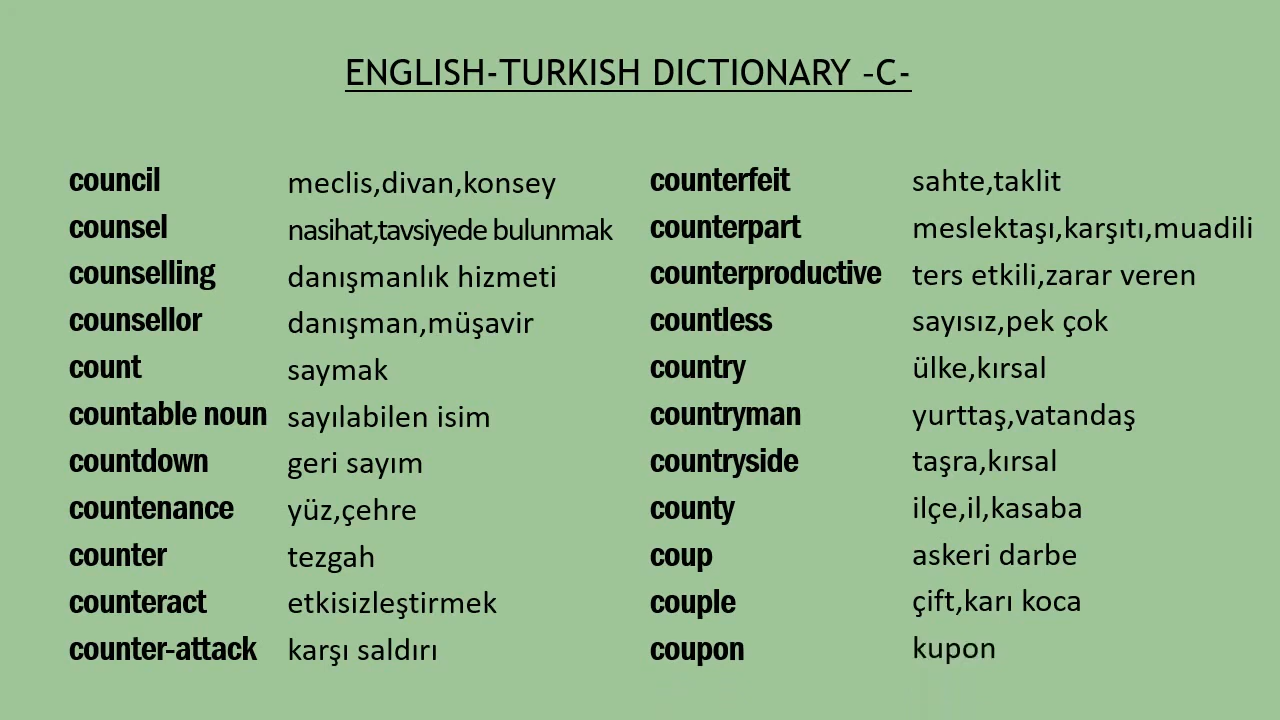 ENGLISH-TURKISH DICTIONARY –C-
council meclis,divan,konsey
counsel nasihat,tavsiyede bulunmak
counselling danışmanlık hizmeti
counsellor danışman,müşavir
count saymak
countable noun sayılabilen isim
countdown geri sayım
countenance yüz,çehre
counter tezgah
counteract etkisizleştirmek
counter-attack karşı saldırı
counterfeit sahte,taklit
counterpart meslektaşı,karşıtı,muadili
counterproductive ters etkili,zarar veren
countless sayısız,pek çok
country ülke,kırsal
countryman yurttaş,vatandaş
countryside taşra,kırsal
county ilçe,il,kasaba
coup askeri darbe
couple çift,karı koca
coupon kupon